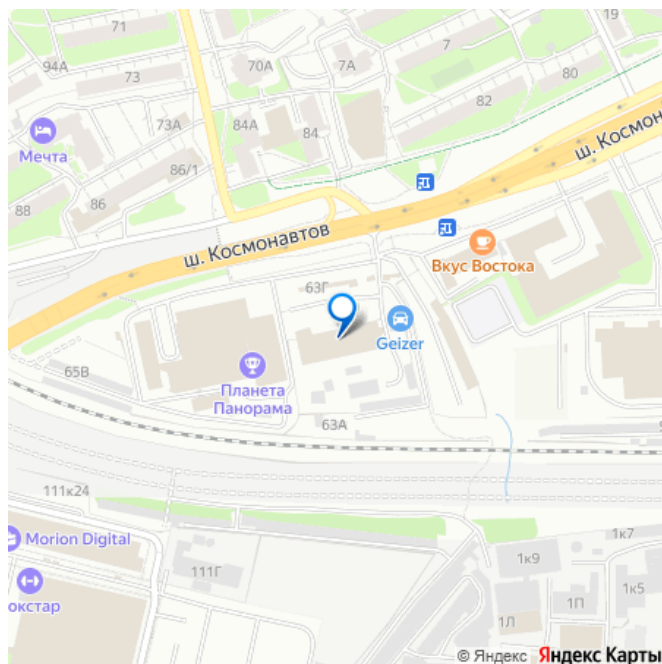 71
19
94А
73
70А
7А
7
80
82
73А
84А
84
Мечта
86/1
88
86
ш. Космон
ш. Космонавтов
Вкус Востока
63Г
Geizer
65В
Планета
Панорама
63А
111к24
Morion Digital
111Г
окстар
1к7
1к9
1к5
1П
1Л
© Яндекс Яндекс Карты